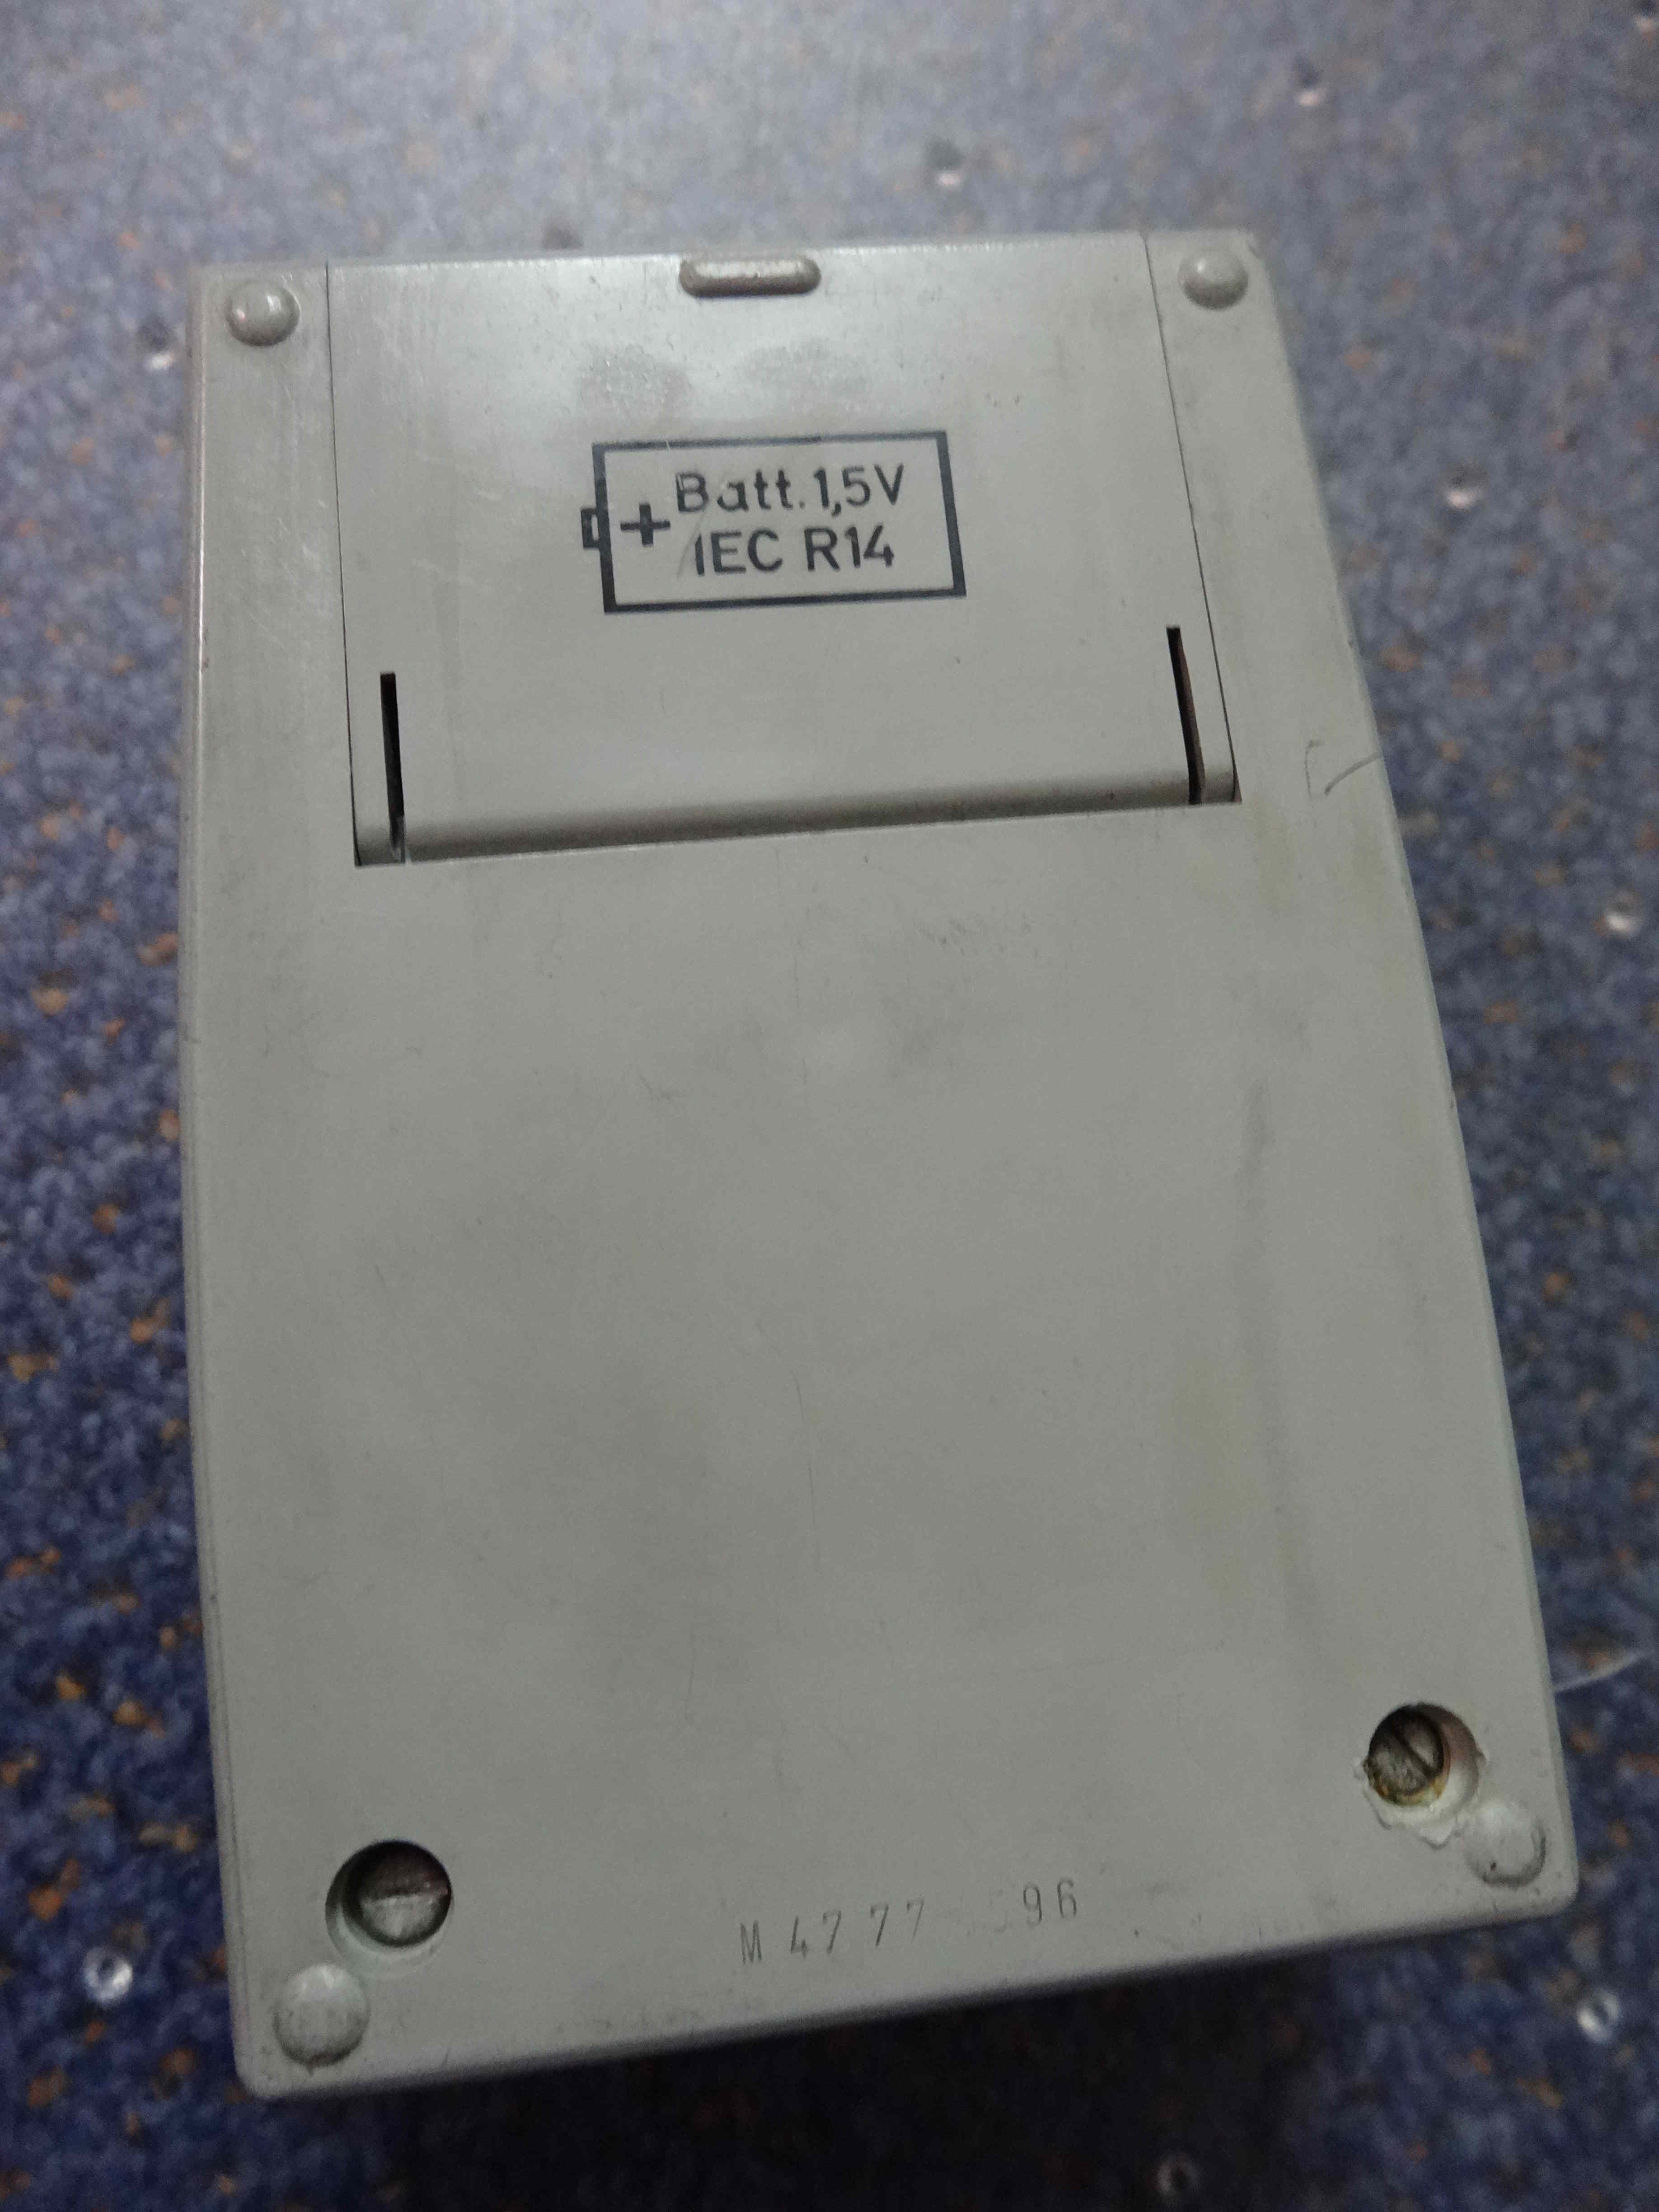 + Batt. 1,5V
IEC R14
M 4777 96